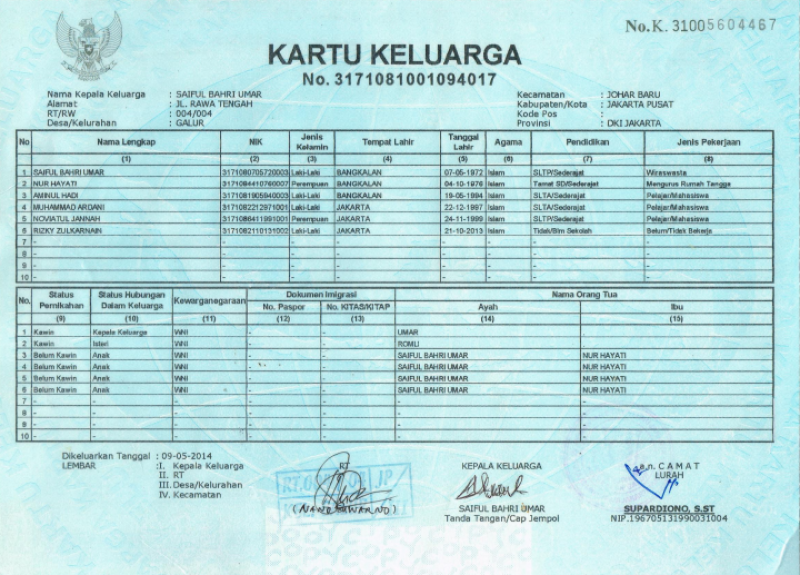 No.K. 31005604467
KARTU KELUARGA
No. 3171081001094017
Nama Kepala Keluarga : SAIFUL BAHRI UMAR
Alamat : JL. RAWA TENGAH
RT/RW : 004/004
Desa/Kelurahan : GALUR
Kecamatan : JOHAR BARU
Kabupaten/Kota : JAKARTA PUSAT
Kode Pos :
Provinsi : DKI JAKARTA
No Nama Lengkap NIK Jenis Kelamin Tempat Lahir Tanggal Lahir Agama Pendidikan Jenis Pekerjaan
(1) (2) (3) (4) (5) (6) (7) (8)
1 SAIFUL BAHRI UMAR 3171080705720003 Laki-Laki BANGKALAN 07-05-1972 Islam SLTP/Sederajat Wiraswasta
2 NUR HAYATI 3171084410760007 Perempuan BANGKALAN 04-10-1976 Islam Tamat SD/Sederajat Mengurus Rumah Tangga
3 AMINUL HADI 3171081905940003 Laki-Laki BANGKALAN 19-05-1994 Islam SLTA/Sederajat Pelajar/Mahasiswa
4 MUHAMMAD ARDANI 3171082212971001 Laki-Laki JAKARTA 22-12-1997 Islam SLTA/Sederajat Pelajar/Mahasiswa
5 NOVIATUL JANNAH 3171086411991001 Perempuan JAKARTA 24-11-1999 Islam SLTP/Sederajat Pelajar/Mahasiswa
6 RIZKY ZULKARNAIN 3171082110131002 Laki-Laki JAKARTA 21-10-2013 Islam Tidak/Blm Sekolah Belum/Tidak Bekerja
7 - - - - - - - -
8 - - - - - - - -
9 - - - - - - - -
10 - - - - - - - -
No. Status Pernikahan Status Hubungan Dalam Keluarga Kewarganegaraan Dokumen Imigrasi Nama Orang Tua
No. Paspor No. KITAS/KITAP Ayah Ibu
(9) (10) (11) (12) (13) (14) (15)
1 Kawin Kepala Keluarga WNI - - UMAR
2 Kawin Isteri WNI - - ROMLI
3 Belum Kawin Anak WNI - - SAIFUL BAHRI UMAR NUR HAYATI
4 Belum Kawin Anak WNI - - SAIFUL BAHRI UMAR NUR HAYATI
5 Belum Kawin Anak WNI - - SAIFUL BAHRI UMAR NUR HAYATI
6 Belum Kawin Anak WNI - - SAIFUL BAHRI UMAR NUR HAYATI
7 - - - - - - -
8 - - - - - - -
9 - - - - - - -
10 - - - - - - -
Dikeluarkan Tanggal : 09-05-2014
LEMBAR : I. Kepala Keluarga
II. RT
III. Desa/Kelurahan
IV. Kecamatan
RT
KEPALA KELUARGA
SAIFUL BAHRI UMAR
Tanda Tangan/Cap Jempol
a.n. C A M A T
LURAH
SUPARDIONO, S.ST
NIP.196705131990031004